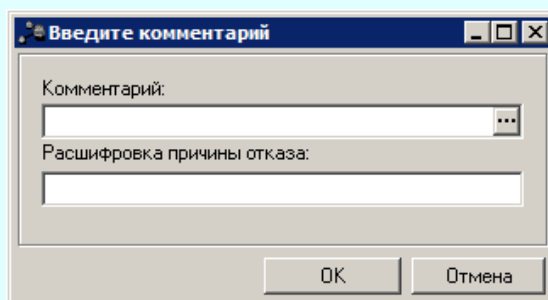 Введите комментарий
Комментарий:
...
Расшифровка причины отказа:
OK Отмена